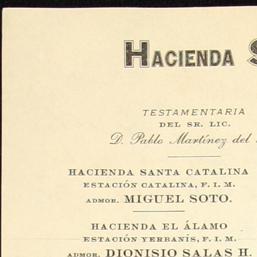 HACIENDA S
TESTAMENTARIA
DEL SR. LIC.
D. Pablo Martínez del
HACIENDA SANTA CATALINA
ESTACIÓN CATALINA, F. I. M.
ADMOR. MIGUEL SOTO.
HACIENDA EL ÁLAMO
ESTACIÓN YERBANÍS, F. I. M.
ADMOR. DIONISIO SALAS H.